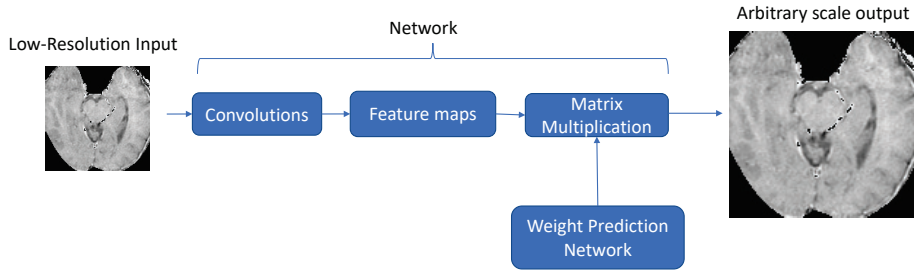 Arbitrary scale output
Network
Low-Resolution Input
Convolutions
Feature maps
Matrix
Multiplication
Weight Prediction
Network